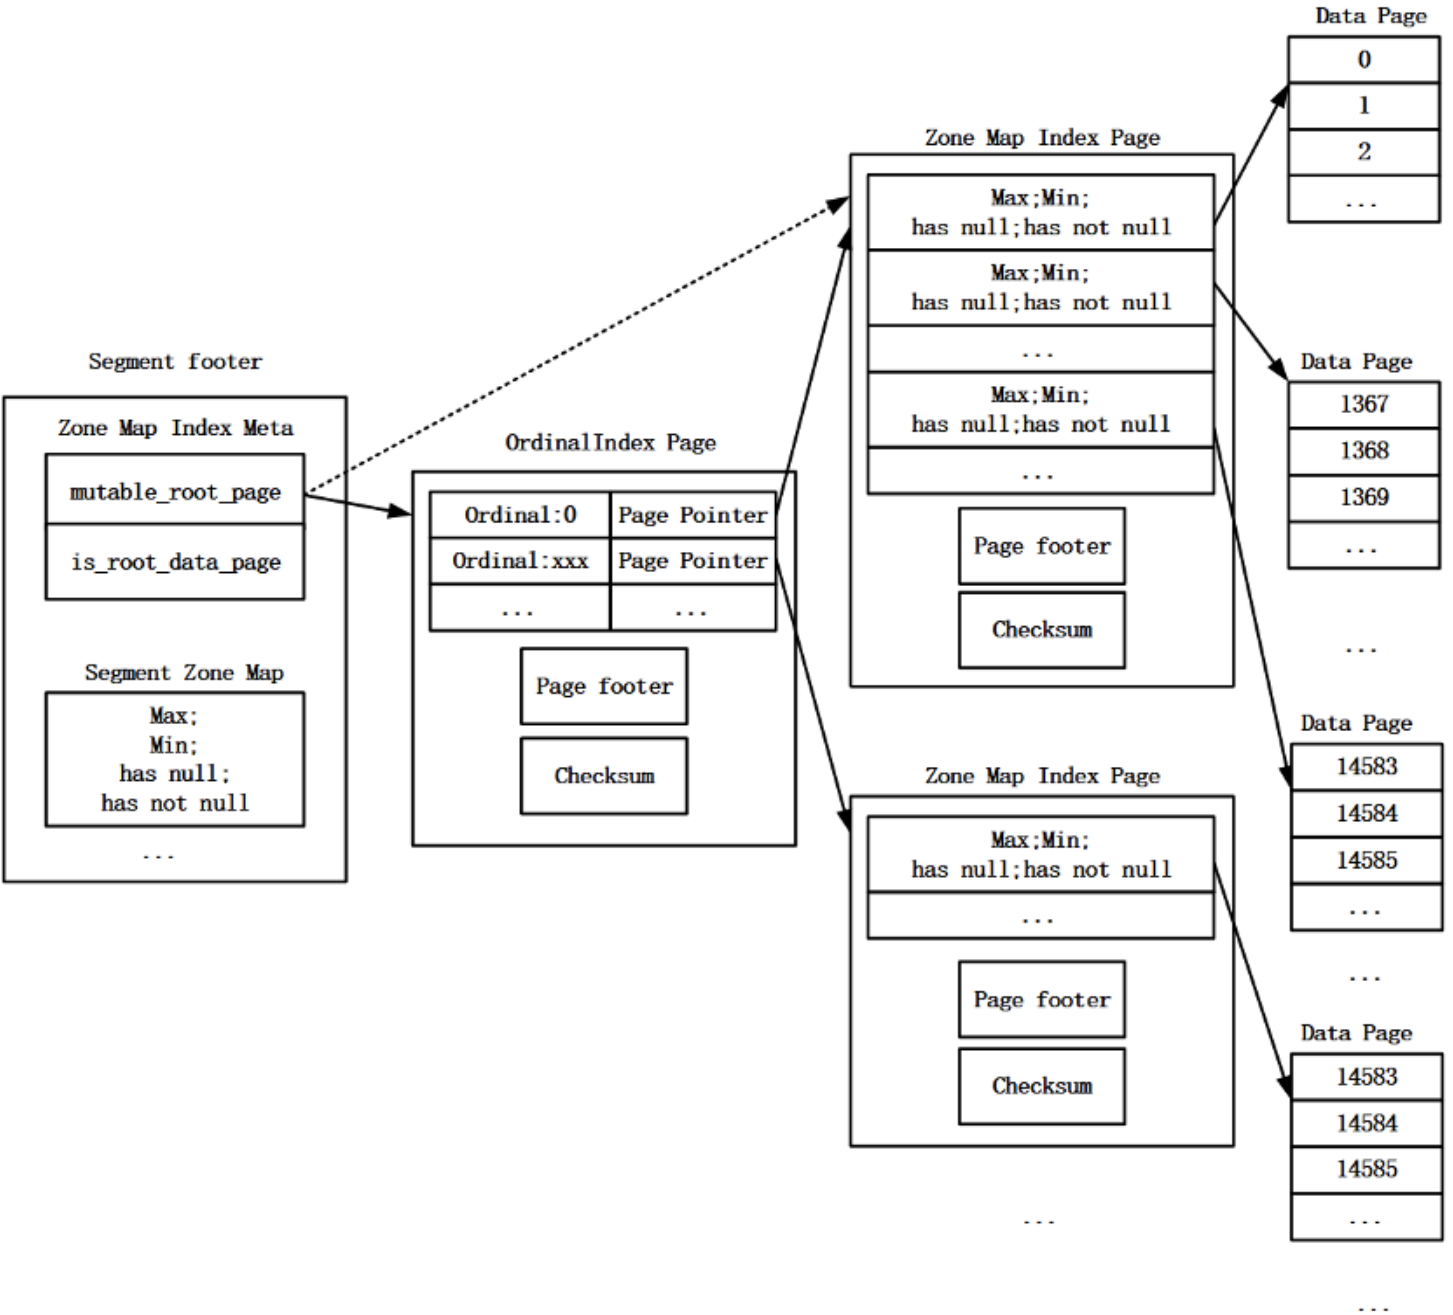 Segment footer
Zone Map Index Meta
mutable_root_page
is_root_data_page
Segment Zone Map
Max;
Min;
has null;
has not null
...
OrdinalIndex Page
Ordinal:0 Page Pointer
Ordinal:xxx Page Pointer
... ...
Page footer
Checksum
Zone Map Index Page
Max;Min;
has null;has not null
Max;Min;
has null;has not null
...
Max;Min;
has null;has not null
...
Page footer
Checksum
Zone Map Index Page
Max;Min;
has null;has not null
...
Page footer
Checksum
...
Data Page
0
1
2
...
Data Page
1367
1368
1369
...
...
Data Page
14583
14584
14585
...
...
Data Page
14583
14584
14585
...
...